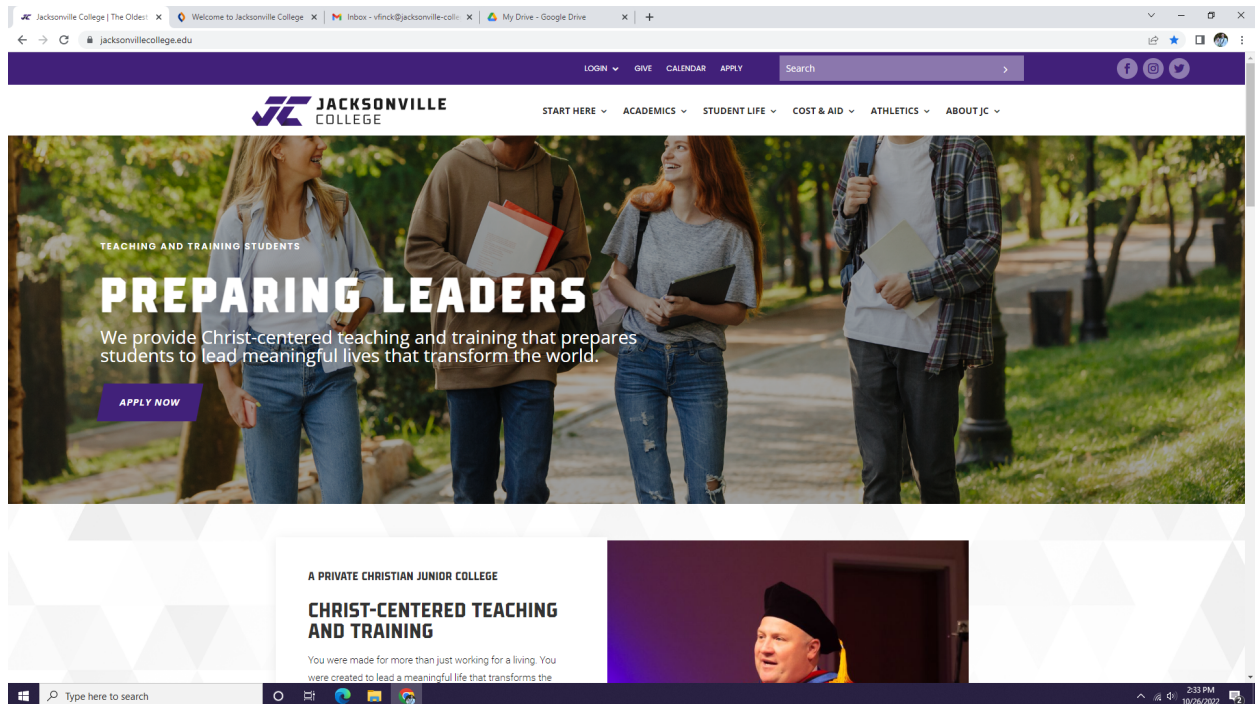 Jacksonville College | The Oldest
Welcome to Jacksonville College
Inbox - vfinck@jacksonville-colle
My Drive - Google Drive
jacksonvillecollege.edu
LOGIN GIVE CALENDAR APPLY Search
JC JACKSONVILLE
COLLEGE
START HERE ACADEMICS STUDENT LIFE COST & AID ATHLETICS ABOUT JC
TEACHING AND TRAINING STUDENTS
PREPARING LEADERS
We provide Christ-centered teaching and training that prepares
students to lead meaningful lives that transform the world.
APPLY NOW
A PRIVATE CHRISTIAN JUNIOR COLLEGE
CHRIST-CENTERED TEACHING
AND TRAINING
You were made for more than just working for a living. You
were created to lead a meaningful life that transforms the
Type here to search
2:33 PM
10/26/2022
2